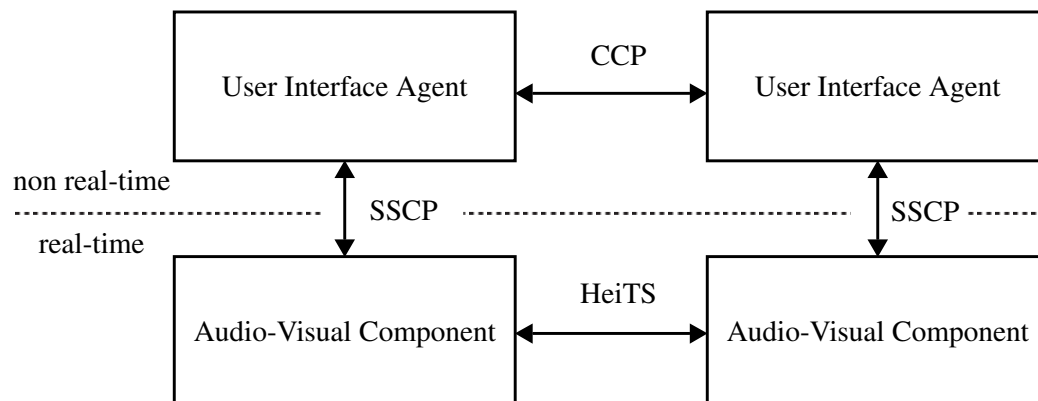 CCP
User Interface Agent
User Interface Agent
non real-time
SSCP
SSCP
real-time
HeiTS
Audio-Visual Component
Audio-Visual Component